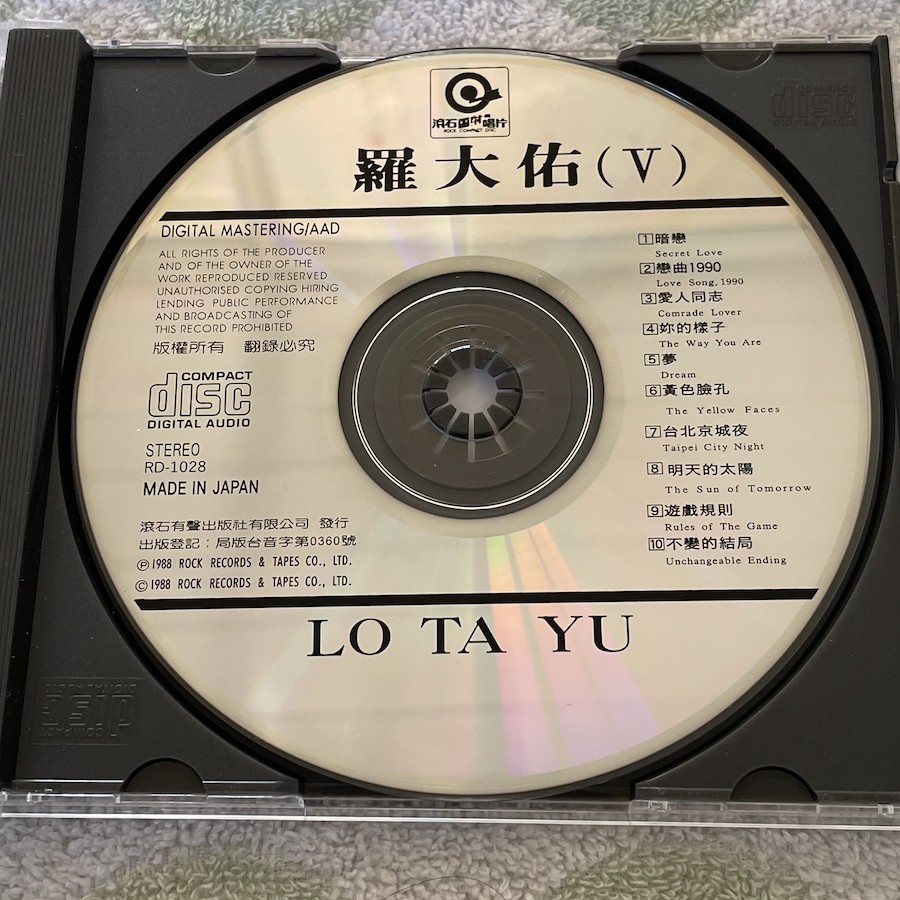 滾石國際唱片
ROCK COMPACT DISC
羅大佑(V)
DIGITAL MASTERING/AAD
ALL RIGHTS OF THE PRODUCER
AND OF THE OWNER OF THE
WORK REPRODUCED RESERVED
UNAUTHORISED COPYING HIRING
LENDING PUBLIC PERFORMANCE
AND BROADCASTING OF
THIS RECORD PROHIBITED
版權所有 翻錄必究
COMPACT
disc
DIGITAL AUDIO
STEREO
RD-1028
MADE IN JAPAN
滾石有聲出版社有限公司 發行
出版登記：局版台音字第0360號
Ⓟ1988 ROCK RECORDS & TAPES CO., LTD.
©1988 ROCK RECORDS & TAPES CO., LTD.
1 暗戀
Secret Love
2 戀曲1990
Love Song, 1990
3 愛人同志
Comrade Lover
4 妳的樣子
The Way You Are
5 夢
Dream
6 黃色臉孔
The Yellow Faces
7 台北京城夜
Taipei City Night
8 明天的太陽
The Sun of Tomorrow
9 遊戲規則
Rules of The Game
10 不變的結局
Unchangeable Ending
LO TA YU
disc
DIGITAL AUDIO
COMPACT
disc